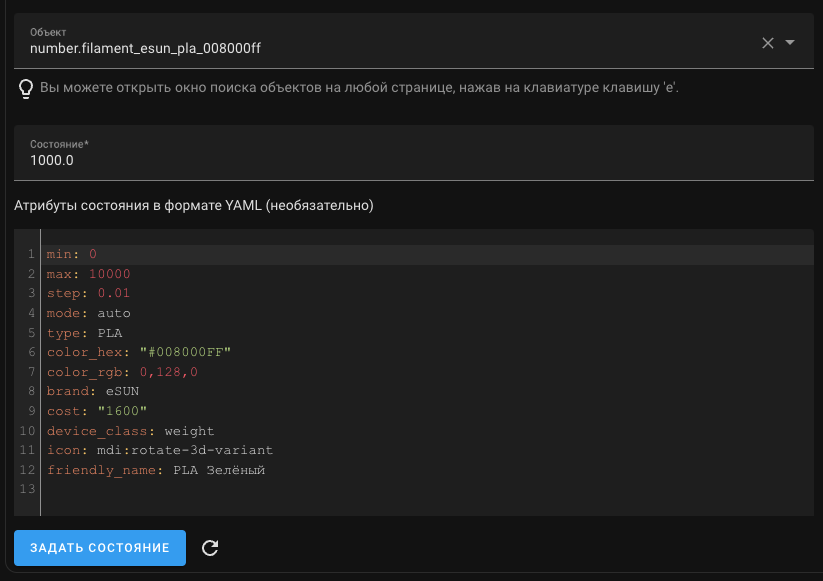 Объект
number.filament_esun_pla_008000ff
Вы можете открыть окно поиска объектов на любой странице, нажав на клавиатуре клавишу 'e'.
Состояние*
1000.0
Атрибуты состояния в формате YAML (необязательно)
1 min: 0
2 max: 10000
3 step: 0.01
4 mode: auto
5 type: PLA
6 color_hex: "#008000FF"
7 color_rgb: 0,128,0
8 brand: eSUN
9 cost: "1600"
10 device_class: weight
11 icon: mdi:rotate-3d-variant
12 friendly_name: PLA Зелёный
13
ЗАДАТЬ СОСТОЯНИЕ